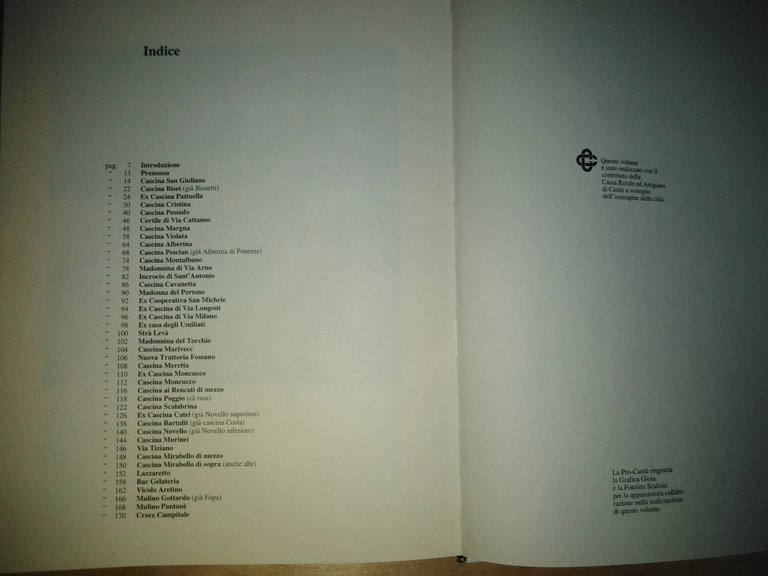 Indice
pag. 7 Introduzione
" 13 Premessa
" 14 Cascina San Giuliano
" 22 Cascina Biset (già Bissetti)
" 24 Ex Cascina Pattuella
" 30 Cascina Cristina
" 40 Cascina Pessedo
" 46 Cortile di Via Cattaneo
" 48 Cascina Margna
" 58 Cascina Violata
" 64 Cascina Alberina
" 68 Cascina Pescian (già Alberina di Ponente)
" 74 Cascina Montalbano
" 78 Madonnina di Via Arno
" 82 Incrocio di Sant'Antonio
" 86 Cascina Cavanetta
" 90 Madonna del Portone
" 92 Ex Cooperativa San Michele
" 94 Ex Cascina di Via Longoni
" 96 Ex Cascina di Via Milano
" 98 Ex casa degli Umiliati
" 100 Strà Levà
" 102 Madonnina del Torchio
" 104 Cascina Marivecc
" 106 Nuova Trattoria Fossano
" 108 Cascina Meretta
" 110 Ex Cascina Moncucco
" 112 Cascina Moncucco
" 116 Cascina ai Rencati di mezzo
" 118 Cascina Poggio (cà russ)
" 122 Cascina Scalabrina
" 126 Ex Cascina Catel (già Novello superiore)
" 138 Cascina Bartulit (già cascina Costa)
" 140 Cascina Novello (già Novello inferiore)
" 144 Cascina Murinei
" 146 Via Tiziano
" 148 Cascina Mirabello di mezzo
" 150 Cascina Mirabello di sopra (anche alte)
" 152 Lazzaretto
" 158 Bar Gelateria
" 162 Vicolo Aretino
" 166 Mulino Gottardo (già Fopa)
" 168 Mulino Pantanè
" 170 Croce Campitale
Questo volume
è stato realizzato con il
contributo della
Cassa Rurale ed Artigiana
di Cantù a sostegno
dell'immagine della città.
La Pro-Cantù ringrazia
la Grafica Gioia
e la Fotolito Scalzini
per la appassionata collabo-
razione nella realizzazione
di questo volume.